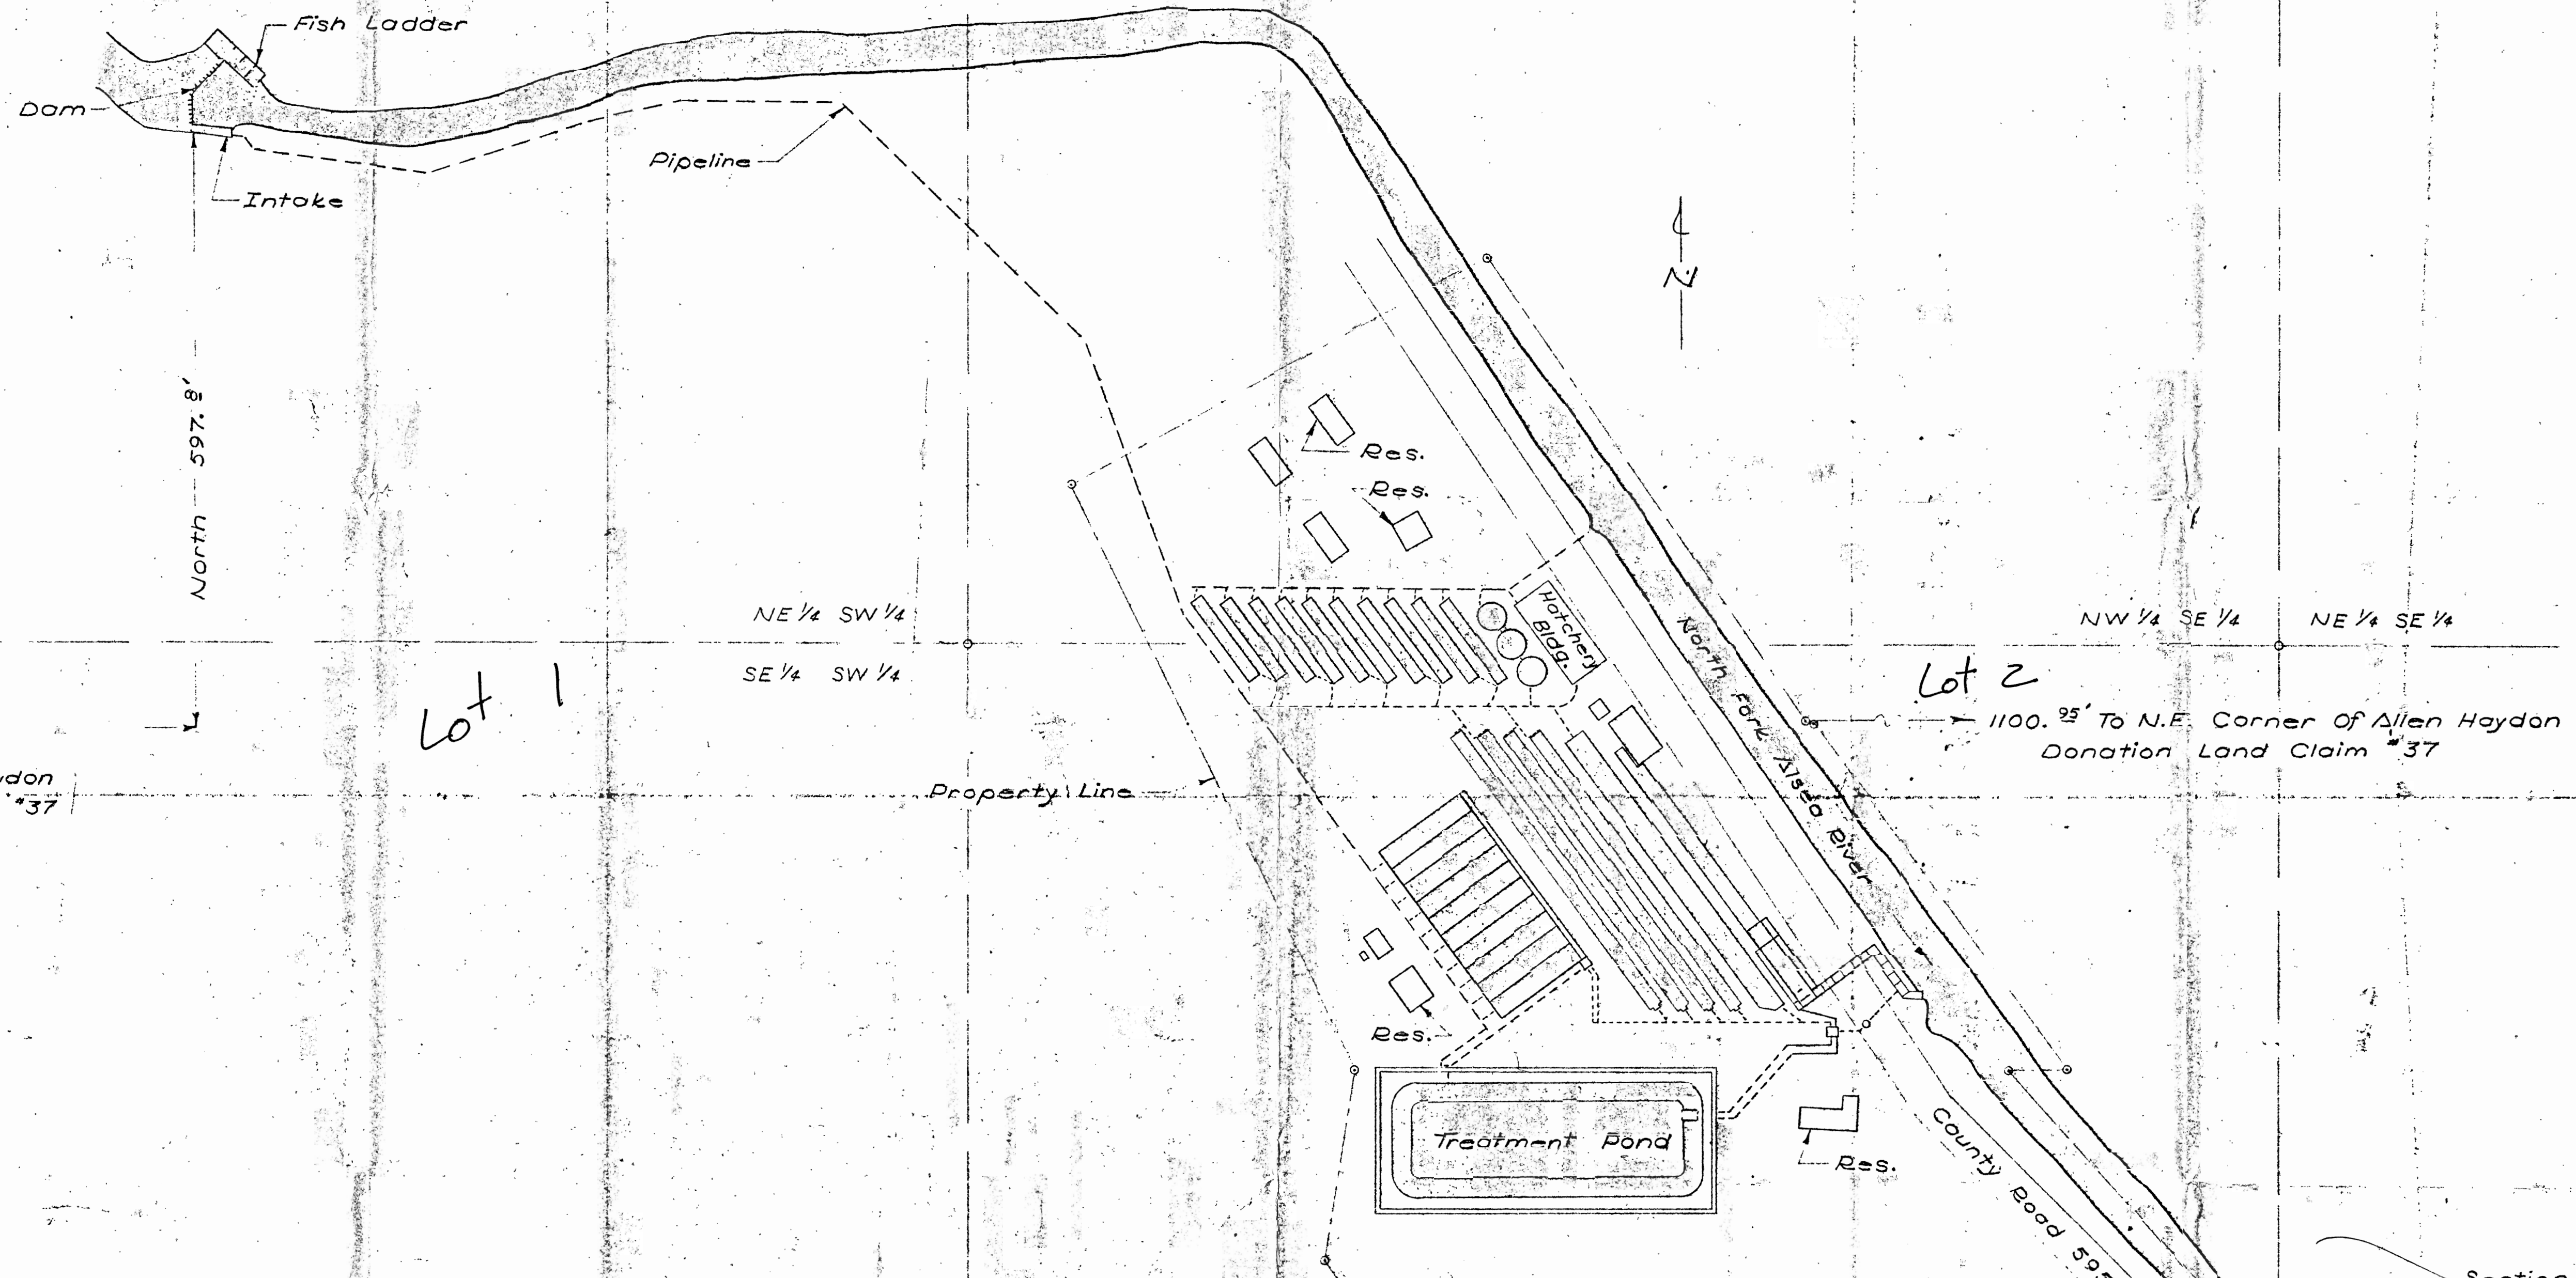 Fish Ladder
Dam
Intake
Pipeline
N
North 597.8'
Res.
Res.
NE 1/4 SW 1/4
SE 1/4 SW 1/4
Lot 1
Hatchery
Bldg.
North Fork Alsea River
NW 1/4 SE 1/4
NE 1/4 SE 1/4
Lot 2
1100.95' To N.E. Corner Of Allen Haydon
Donation Land Claim #37
#37
Property Line
Res.
Treatment Pond
Res.
County Road